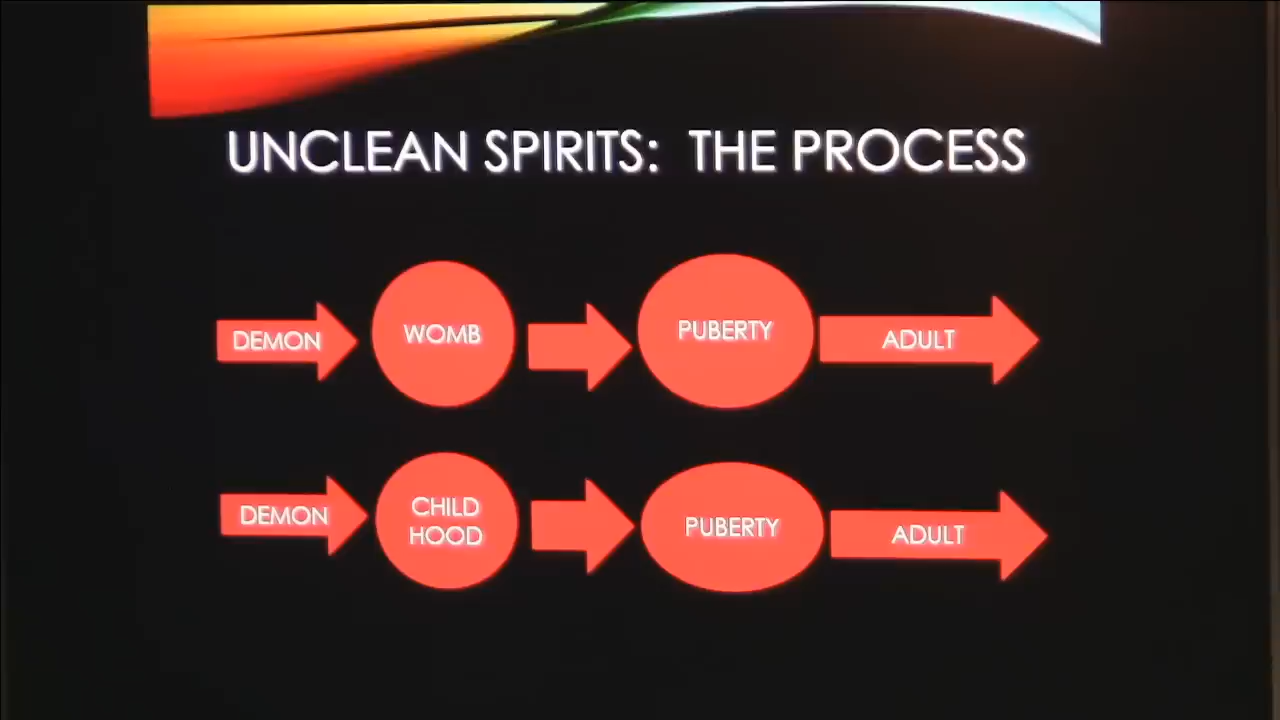 UNCLEAN SPIRITS: THE PROCESS
DEMON
WOMB
PUBERTY
ADULT
DEMON
CHILD
HOOD
PUBERTY
ADULT